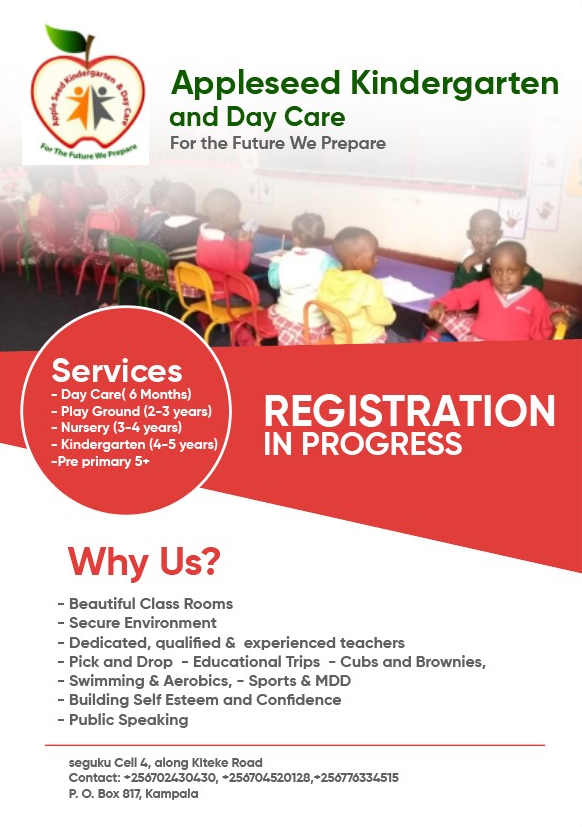 Apple Seed Kindergarten & Day Care
For The Future We Prepare
Appleseed Kindergarten
and Day Care
For the Future We Prepare
Services
- Day Care( 6 Months)
- Play Ground (2-3 years)
- Nursery (3-4 years)
- Kindergarten (4-5 years)
-Pre primary 5+
REGISTRATION
IN PROGRESS
Why Us?
- Beautiful Class Rooms
- Secure Environment
- Dedicated, qualified &  experienced teachers
- Pick and Drop  - Educational Trips  - Cubs and Brownies,
- Swimming & Aerobics, - Sports & MDD
- Building Self Esteem and Confidence
- Public Speaking
seguku Cell 4, along Kiteke Road
Contact: +256702430430, +256704520128,+256776334515
P. O. Box 817, Kampala